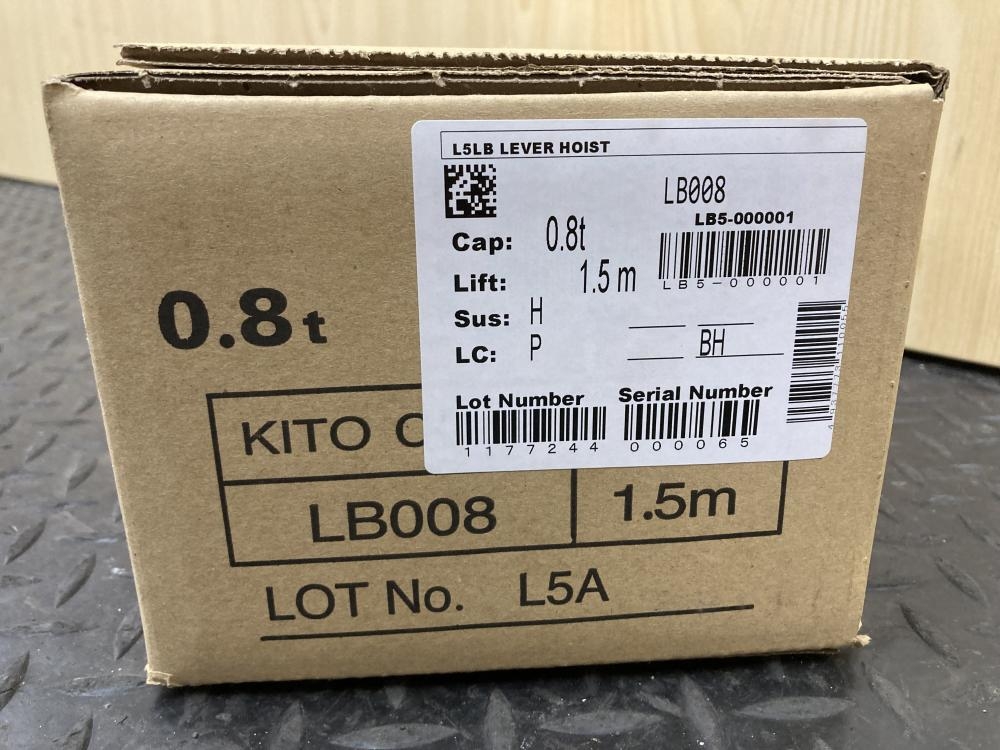 L5LB LEVER HOIST
LB008
LB5-000001
Cap: 0.8t
LB5-000001
Lift: 1.5 m
Sus: H
LC: P BH
Lot Number Serial Number
1177244 000065
0.8t
KITO C
LB008 1.5m
LOT No. L5A